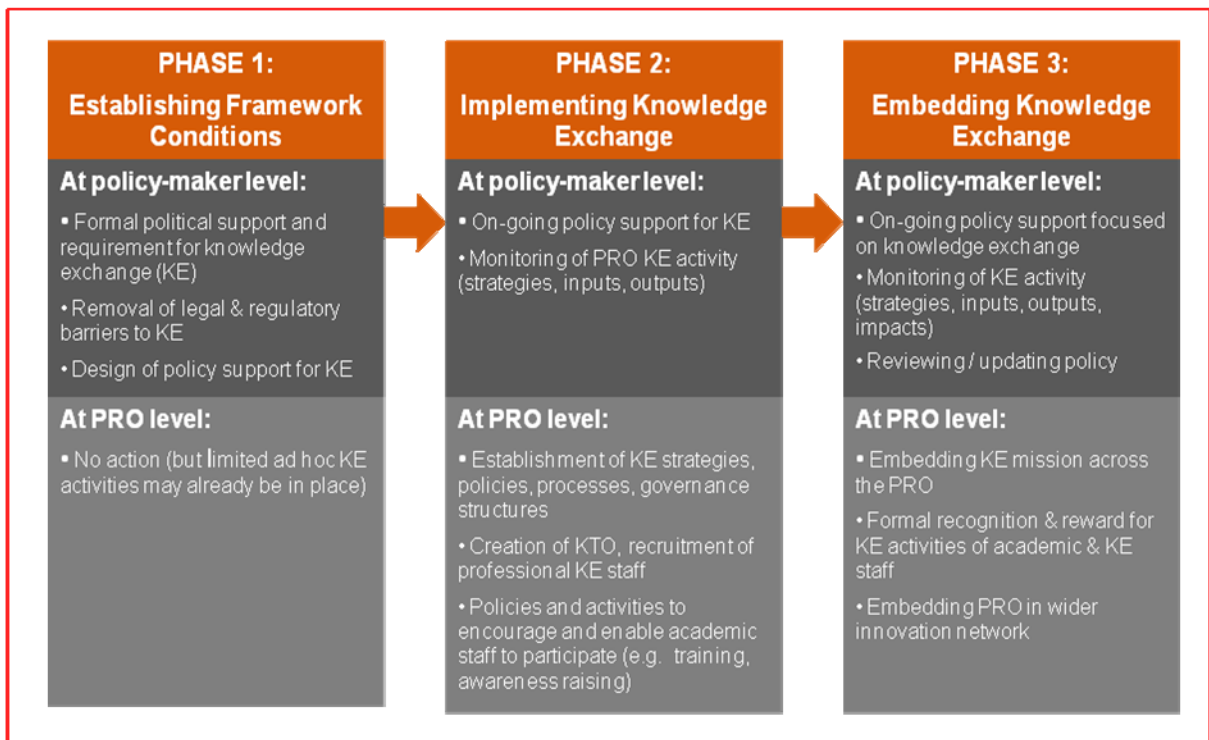 PHASE 1:
Establishing Framework
Conditions
At policy-maker level:
▪ Formal political support and
requirement for knowledge
exchange (KE)
• Removal of legal & regulatory
barriers to KE
• Design of policy support for KE
At PRO level:
▪ No action (but limited ad hoc KE
activities may already be in place)
PHASE 2:
Implementing Knowledge
Exchange
At policy-maker level:
▪ On-going policy support for KE
• Monitoring of PRO KE activity
(strategies, inputs, outputs)
At PRO level:
▪ Establishment of KE strategies,
policies, processes, governance
structures
• Creation of KTO, recruitment of
professional KE staff
• Policies and activities to
encourage and enable academic
staff to participate (e.g. training,
awareness raising)
PHASE 3:
Embedding Knowledge
Exchange
At policy-maker level:
▪ On-going policy support focused
on knowledge exchange
• Monitoring of KE activity
(strategies, inputs, outputs,
impacts)
• Reviewing / updating policy
At PRO level:
▪ Embedding KE mission across
the PRO
• Formal recognition & reward for
KE activities of academic & KE
staff
• Embedding PRO in wider
innovation network